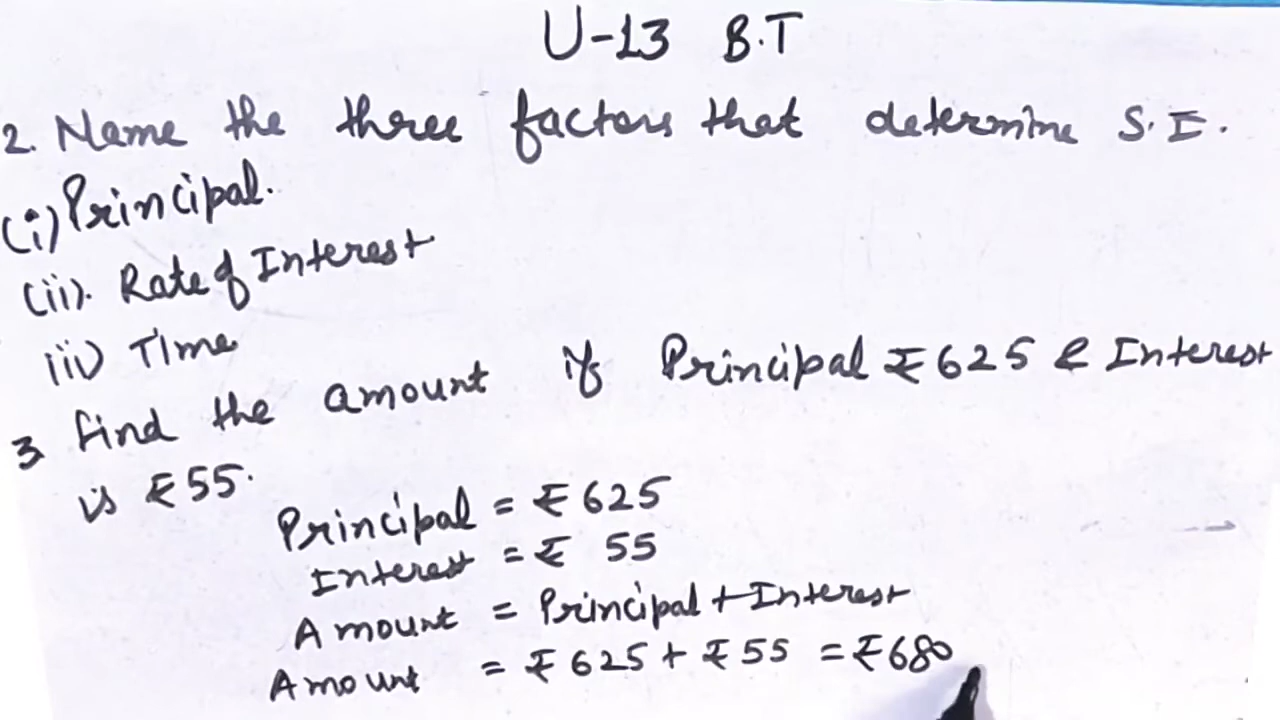 U-13 B.T
2. Name the three factors that determine S.I.
(i) Principal.
(ii). Rate of Interest
iii) Time
3 Find the amount if Principal ₹625 & Interest
is ₹55.
Principal = ₹625
Interest = ₹ 55
Amount = Principal + Interest
Amount = ₹625 + ₹55 = ₹680